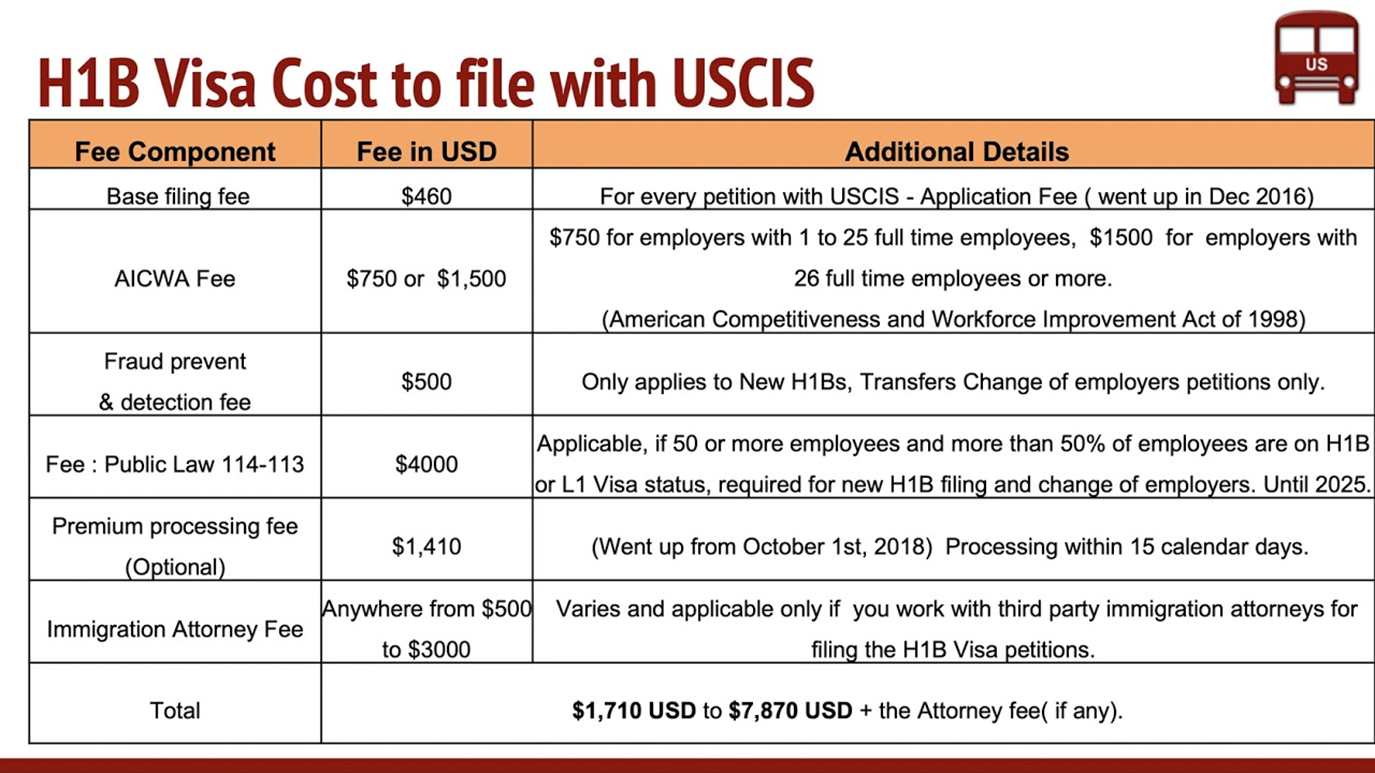 H1B Visa Cost to file with USCIS
US
Fee Component Fee in USD Additional Details
Base filing fee $460 For every petition with USCIS - Application Fee ( went up in Dec 2016)
AICWA Fee $750 or $1,500 $750 for employers with 1 to 25 full time employees, $1500 for employers with
26 full time employees or more.
(American Competitiveness and Workforce Improvement Act of 1998)
Fraud prevent
& detection fee
$500
Only applies to New H1Bs, Transfers Change of employers petitions only.
Fee : Public Law 114-113
$4000
Applicable, if 50 or more employees and more than 50% of employees are on H1B
or L1 Visa status, required for new H1B filing and change of employers. Until 2025.
Premium processing fee
(Optional)
$1,410
(Went up from October 1st, 2018) Processing within 15 calendar days.
Immigration Attorney Fee
Anywhere from $500
to $3000
Varies and applicable only if you work with third party immigration attorneys for
filing the H1B Visa petitions.
Total
$1,710 USD to $7,870 USD + the Attorney fee( if any).